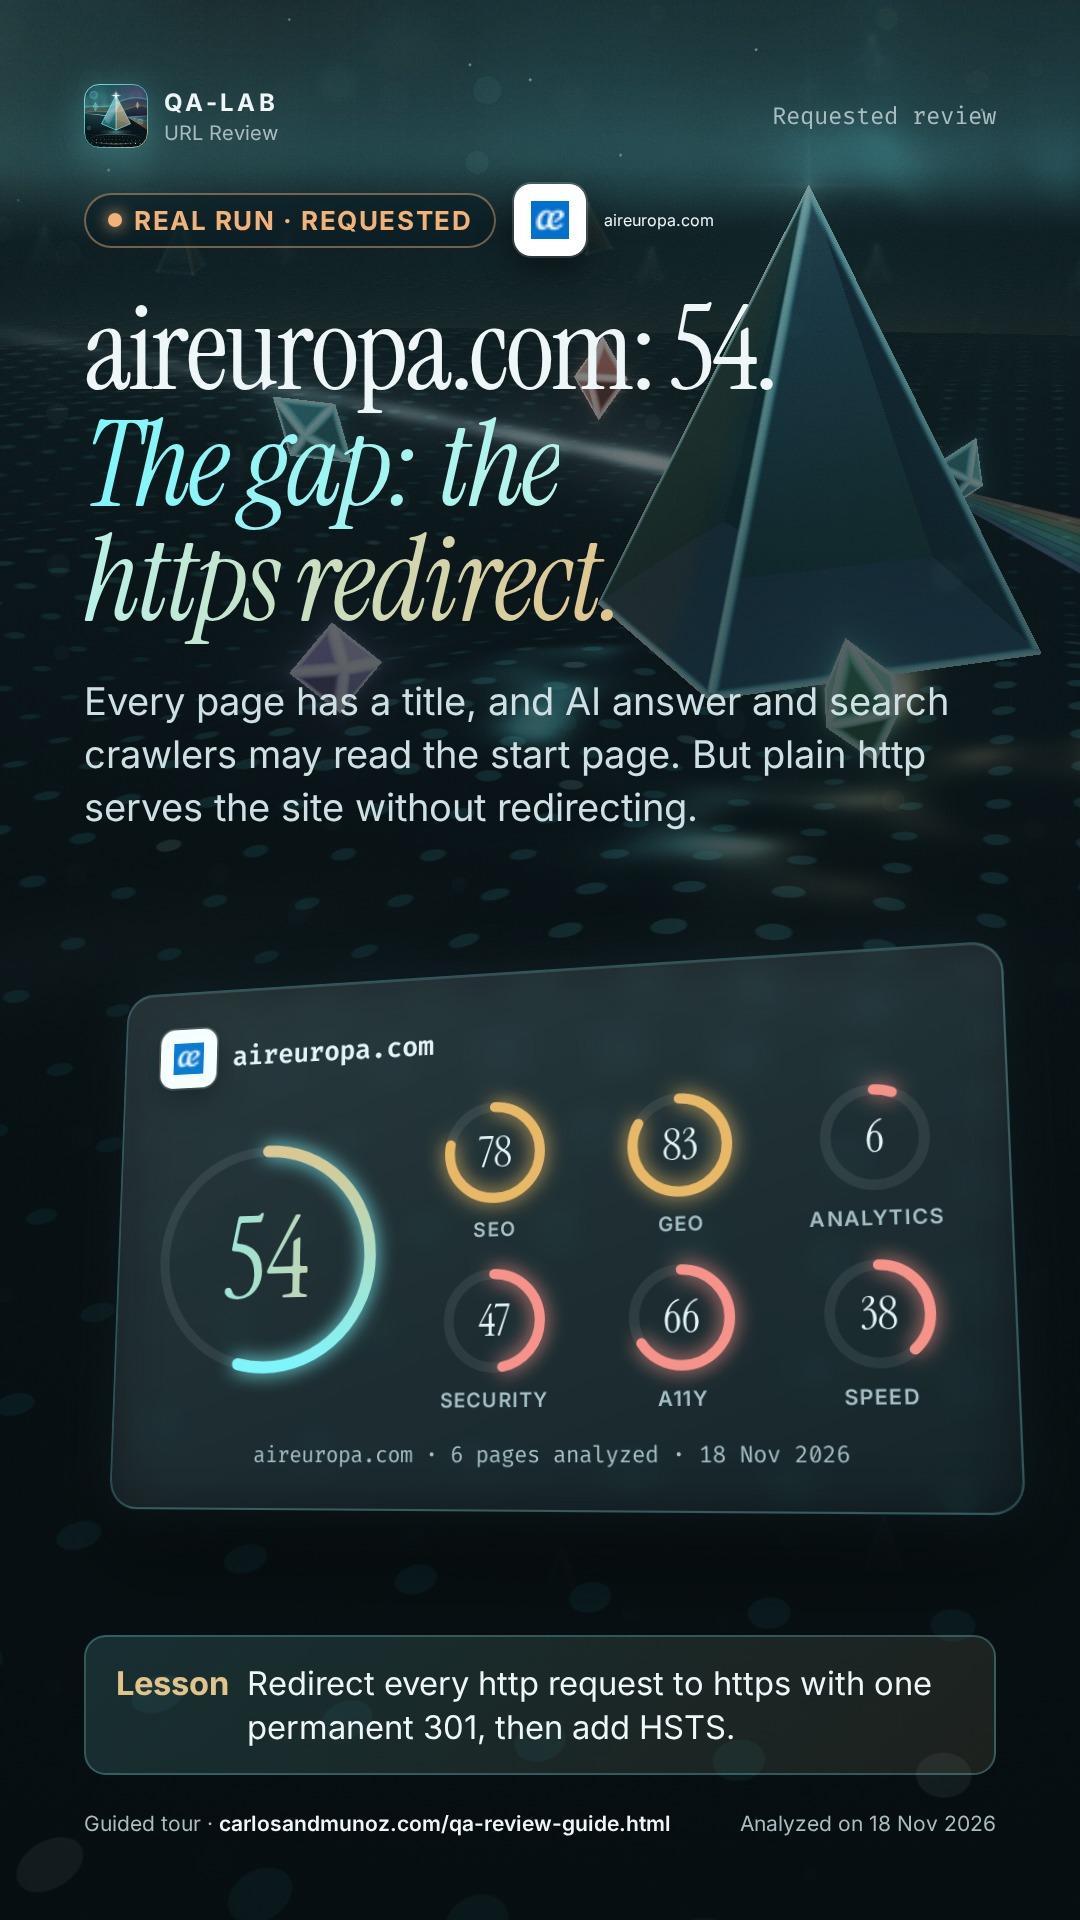 QA-LAB
URL Review
Requested review
REAL RUN · REQUESTED
æ
aireuropa.com
aireuropa.com: 54.
The gap: the
https redirect.
Every page has a title, and AI answer and search
crawlers may read the start page. But plain http
serves the site without redirecting.
æ
aireuropa.com
54
78
SEO
83
GEO
6
ANALYTICS
47
SECURITY
66
A11Y
38
SPEED
aireuropa.com · 6 pages analyzed · 18 Nov 2026
Lesson Redirect every http request to https with one
permanent 301, then add HSTS.
Guided tour · carlosandmunoz.com/qa-review-guide.html
Analyzed on 18 Nov 2026